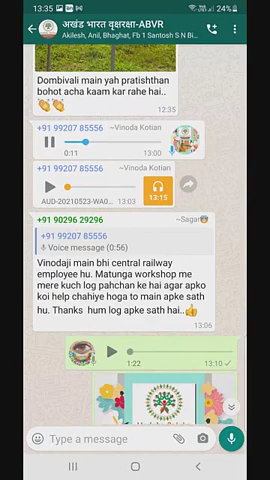 13:35
24%
अखंड भारत वृक्षरक्षा-ABVR
Akilesh, Anil, Bhaghat, Fb 1 Santosh S N Bi...
Dombivali main yah pratishthan
bohot acha kaam kar rahe hai..
12:35
+91 99207 85556 ~Vinoda Kotian
0:11 13:00
+91 99207 85556 ~Vinoda Kotian
AUD-20210523-WA0... 13:03
13:15
+91 90296 29296 ~Sagar
+91 99207 85556
Voice message (0:56)
Vinodaji main bhi central railway
employee hu. Matunga workshop me
mere kuch log pahchan ke hai agar apko
koi help chahiye hoga to main apke sath
hu. Thanks hum log apke sath hai..
13:06
1:22 13:10
Type a message